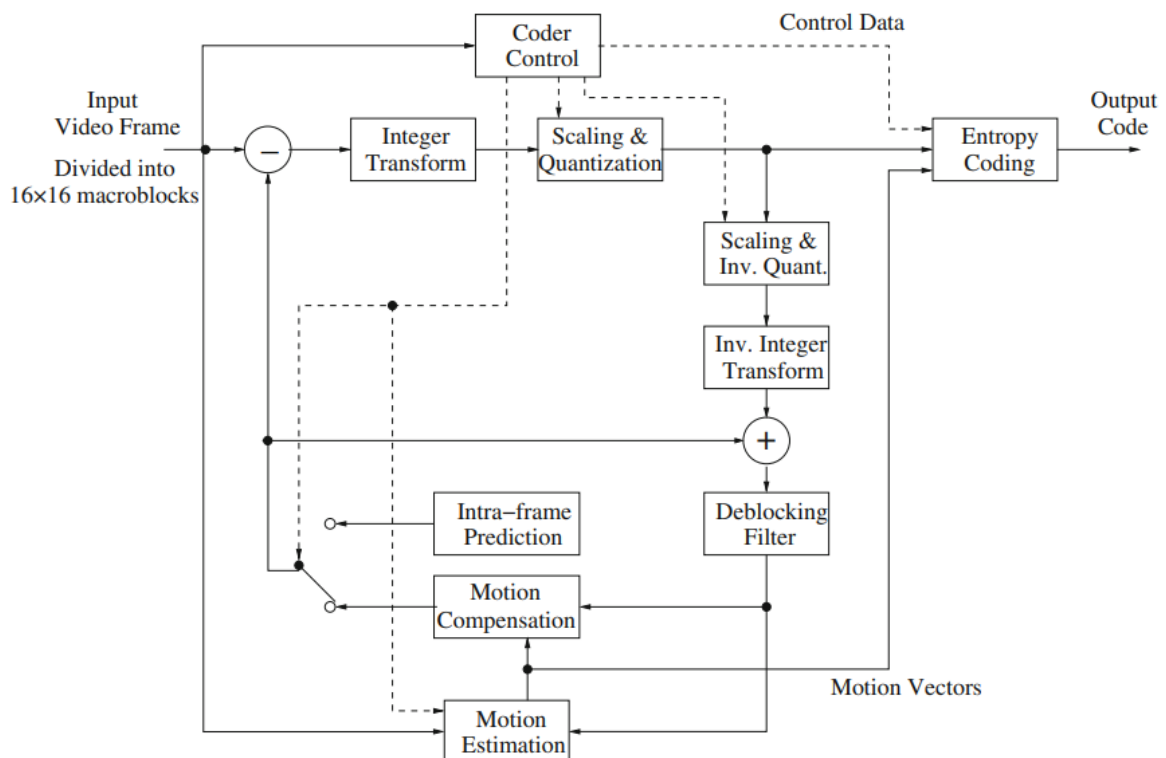 Coder
Control
Control Data
Input
Video Frame
Divided into
16×16 macroblocks
−
Integer
Transform
Scaling &
Quantization
Entropy
Coding
Output
Code
Scaling &
Inv. Quant.
Inv. Integer
Transform
+
Intra−frame
Prediction
Deblocking
Filter
Motion
Compensation
Motion Vectors
Motion
Estimation